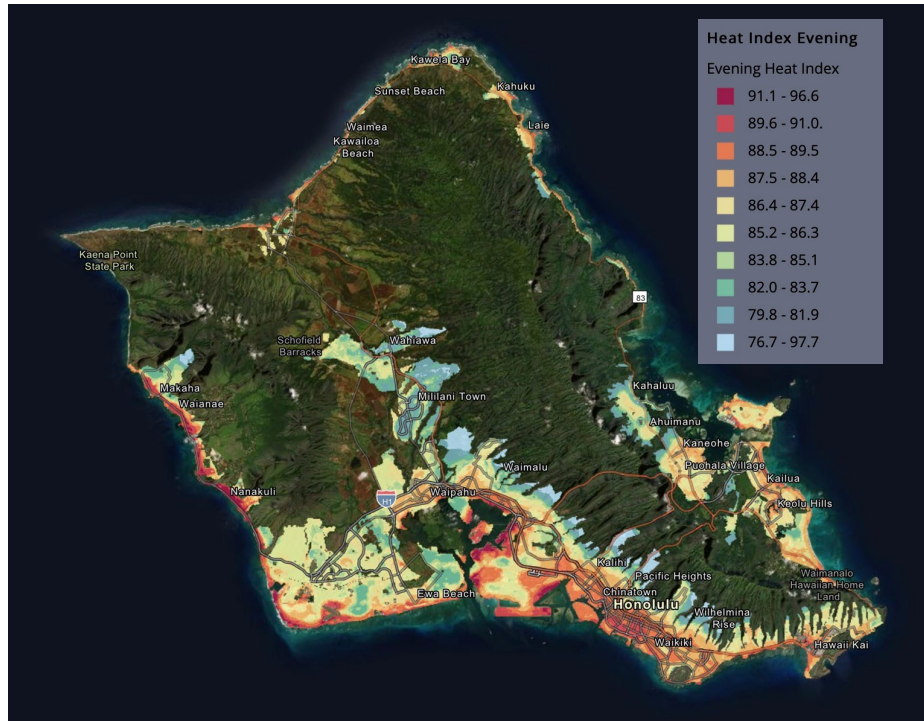 Heat Index Evening
Evening Heat Index
91.1 - 96.6
89.6 - 91.0.
88.5 - 89.5
87.5 - 88.4
86.4 - 87.4
85.2 - 86.3
83.8 - 85.1
82.0 - 83.7
79.8 - 81.9
76.7 - 97.7
Kawela Bay
Sunset Beach
Kahuku
Waimea
Laie
Kawailoa
Beach
Kaena Point
State Park
83
Schofield
Barracks
Wahiawa
Makaha
Waianae
Mililani Town
Kahaluu
Ahuimanu
Kaneohe
Waimalu
Puohala Village
Kailua
Nanakuli
H1
Waipahu
Keolu Hills
Kalihi
Pacific Heights
Waimanalo
Hawaiian Home
Land
Ewa Beach
Chinatown
Honolulu
Wilhelmina
Rise
Waikiki
Hawaii Kai